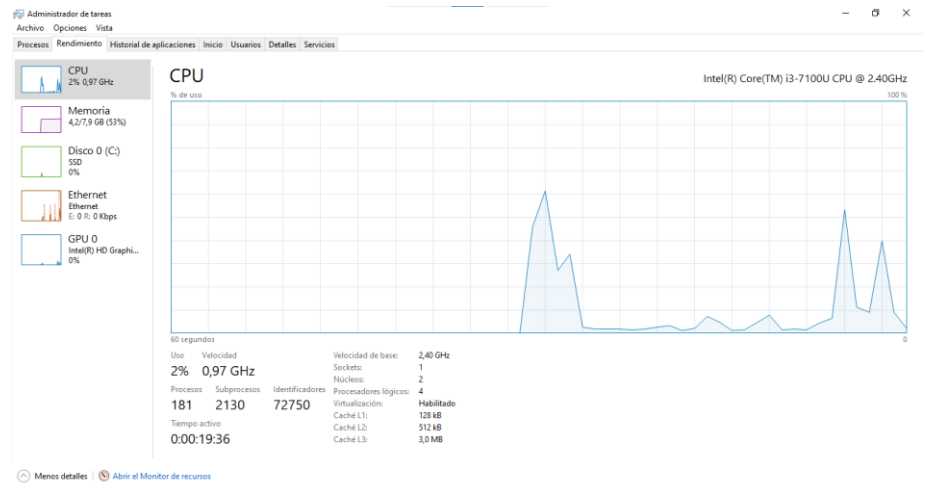 Administrador de tareas
Archivo Opciones Vista
Procesos Rendimiento Historial de aplicaciones Inicio Usuarios Detalles Servicios
CPU
2% 0,97 GHz
Memoria
4,2/7,9 GB (53%)
Disco 0 (C:)
SSD
0%
Ethernet
Ethernet
E: 0 R: 0 Kbps
GPU 0
Intel(R) HD Graphi...
0%
CPU Intel(R) Core(TM) i3-7100U CPU @ 2.40GHz
% de uso 100 %
60 segundos 0
Uso Velocidad
2% 0,97 GHz
Procesos Subprocesos Identificadores
181 2130 72750
Tiempo activo
0:00:19:36
Velocidad de base: 2,40 GHz
Sockets: 1
Núcleos: 2
Procesadores lógicos: 4
Virtualización: Habilitado
Caché L1: 128 kB
Caché L2: 512 kB
Caché L3: 3,0 MB
Menos detalles Abrir el Monitor de recursos